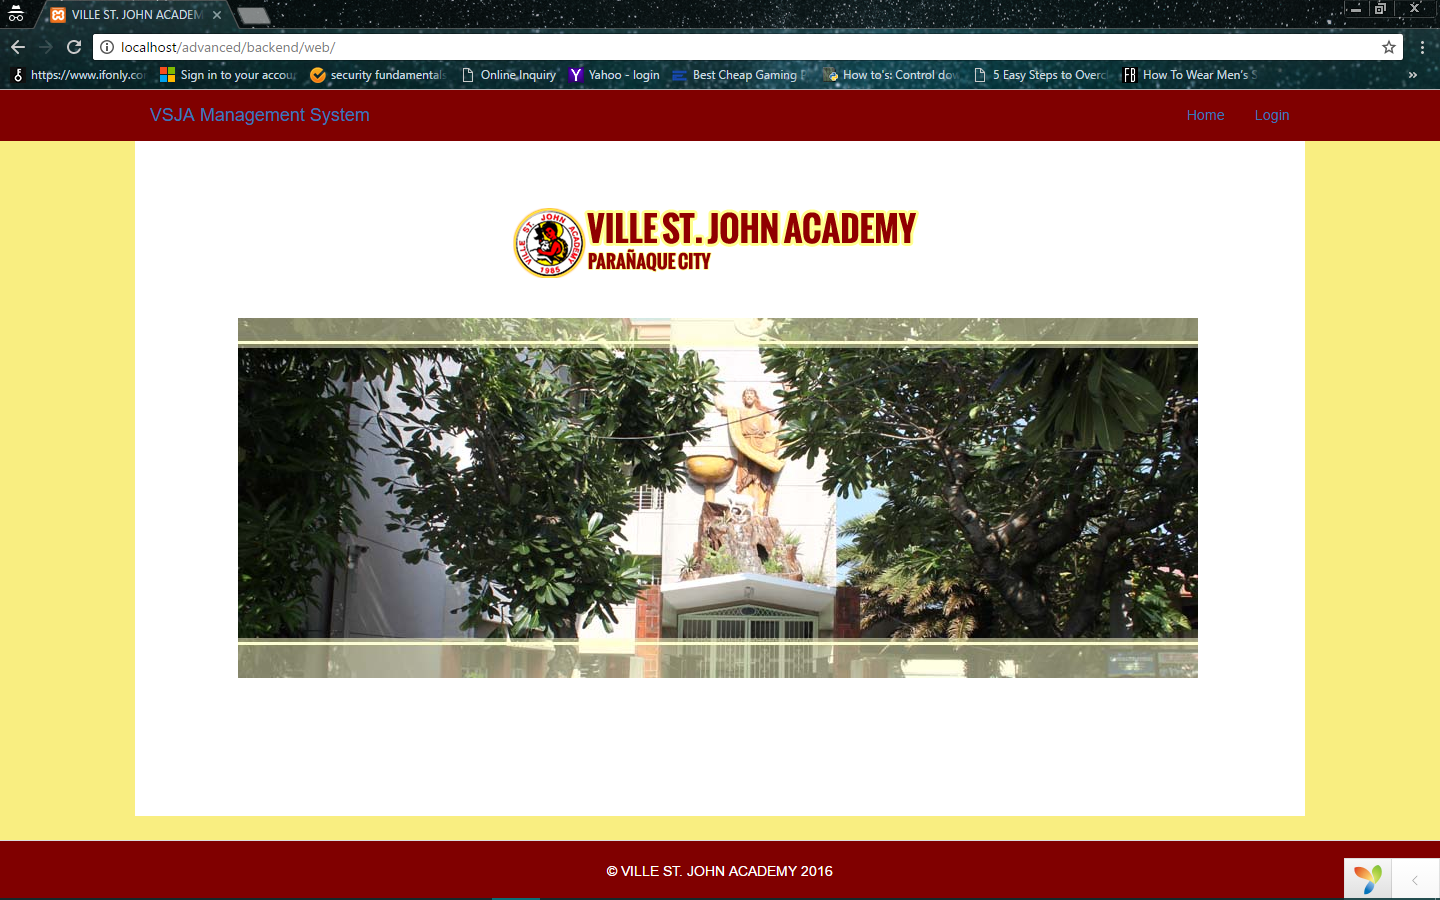 VILLE ST. JOHN ACADEM
localhost/advanced/backend/web/
https://www.ifonly.co
Sign in to your accou
security fundamentals
Online Inquiry
Yahoo - login
Best Cheap Gaming
How to's: Control do
5 Easy Steps to Overc
How To Wear Men's S
»
VSJA Management System
Home
Login
VILLE ST. JOHN ACADEMY
1985
VILLE ST. JOHN ACADEMY
PARAÑAQUE CITY
© VILLE ST. JOHN ACADEMY 2016